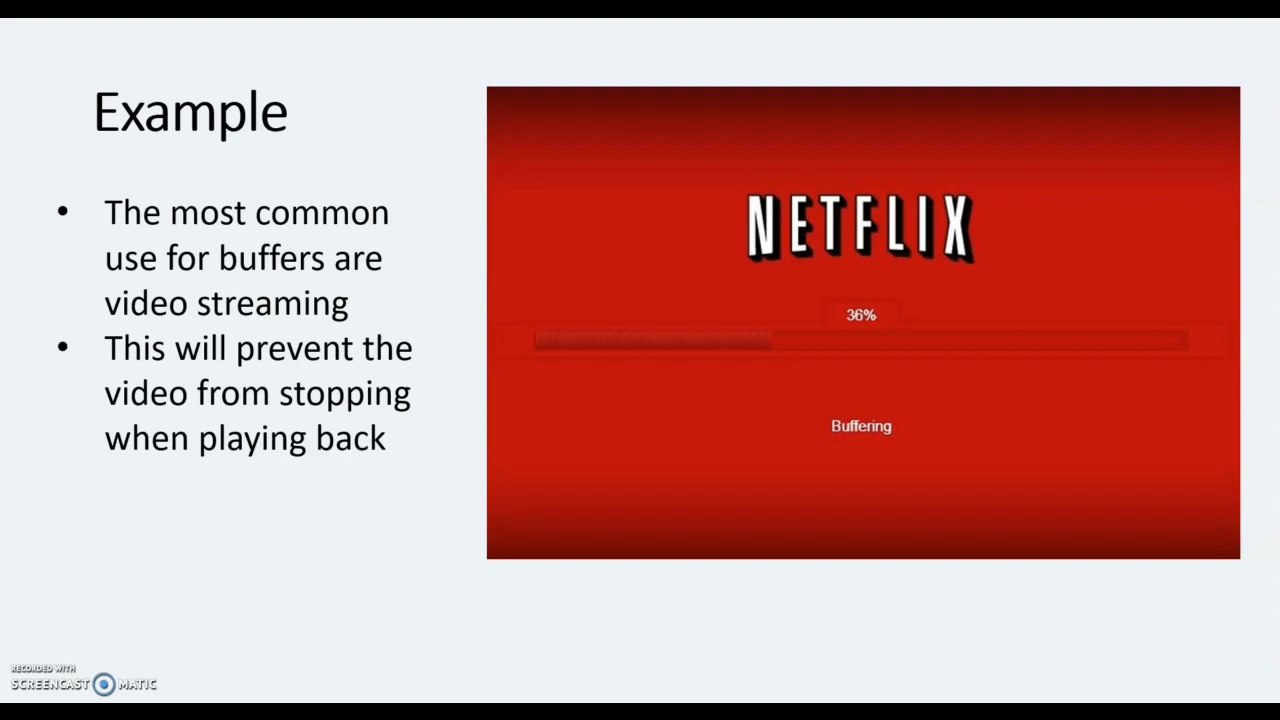 Example
• The most common
use for buffers are
video streaming
• This will prevent the
video from stopping
when playing back
NETFLIX
36%
Buffering
RECORDED WITH
SCREENCAST MATIC